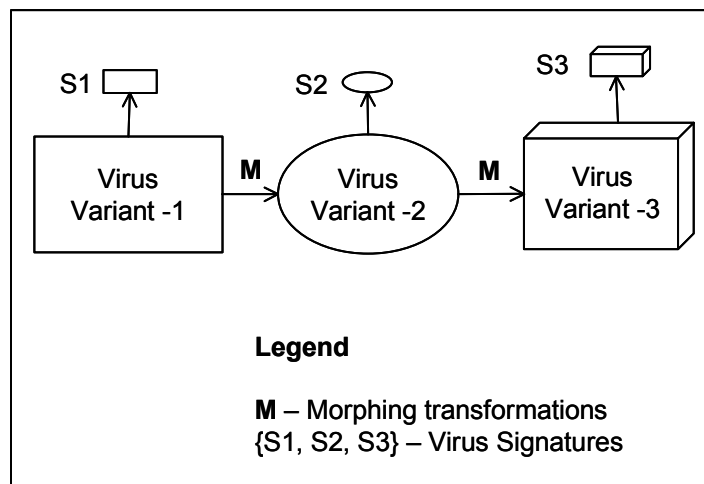 S1
S2
S3
Virus
Variant -1
M
Virus
Variant -2
M
Virus
Variant -3
Legend
M – Morphing transformations
{S1, S2, S3} – Virus Signatures